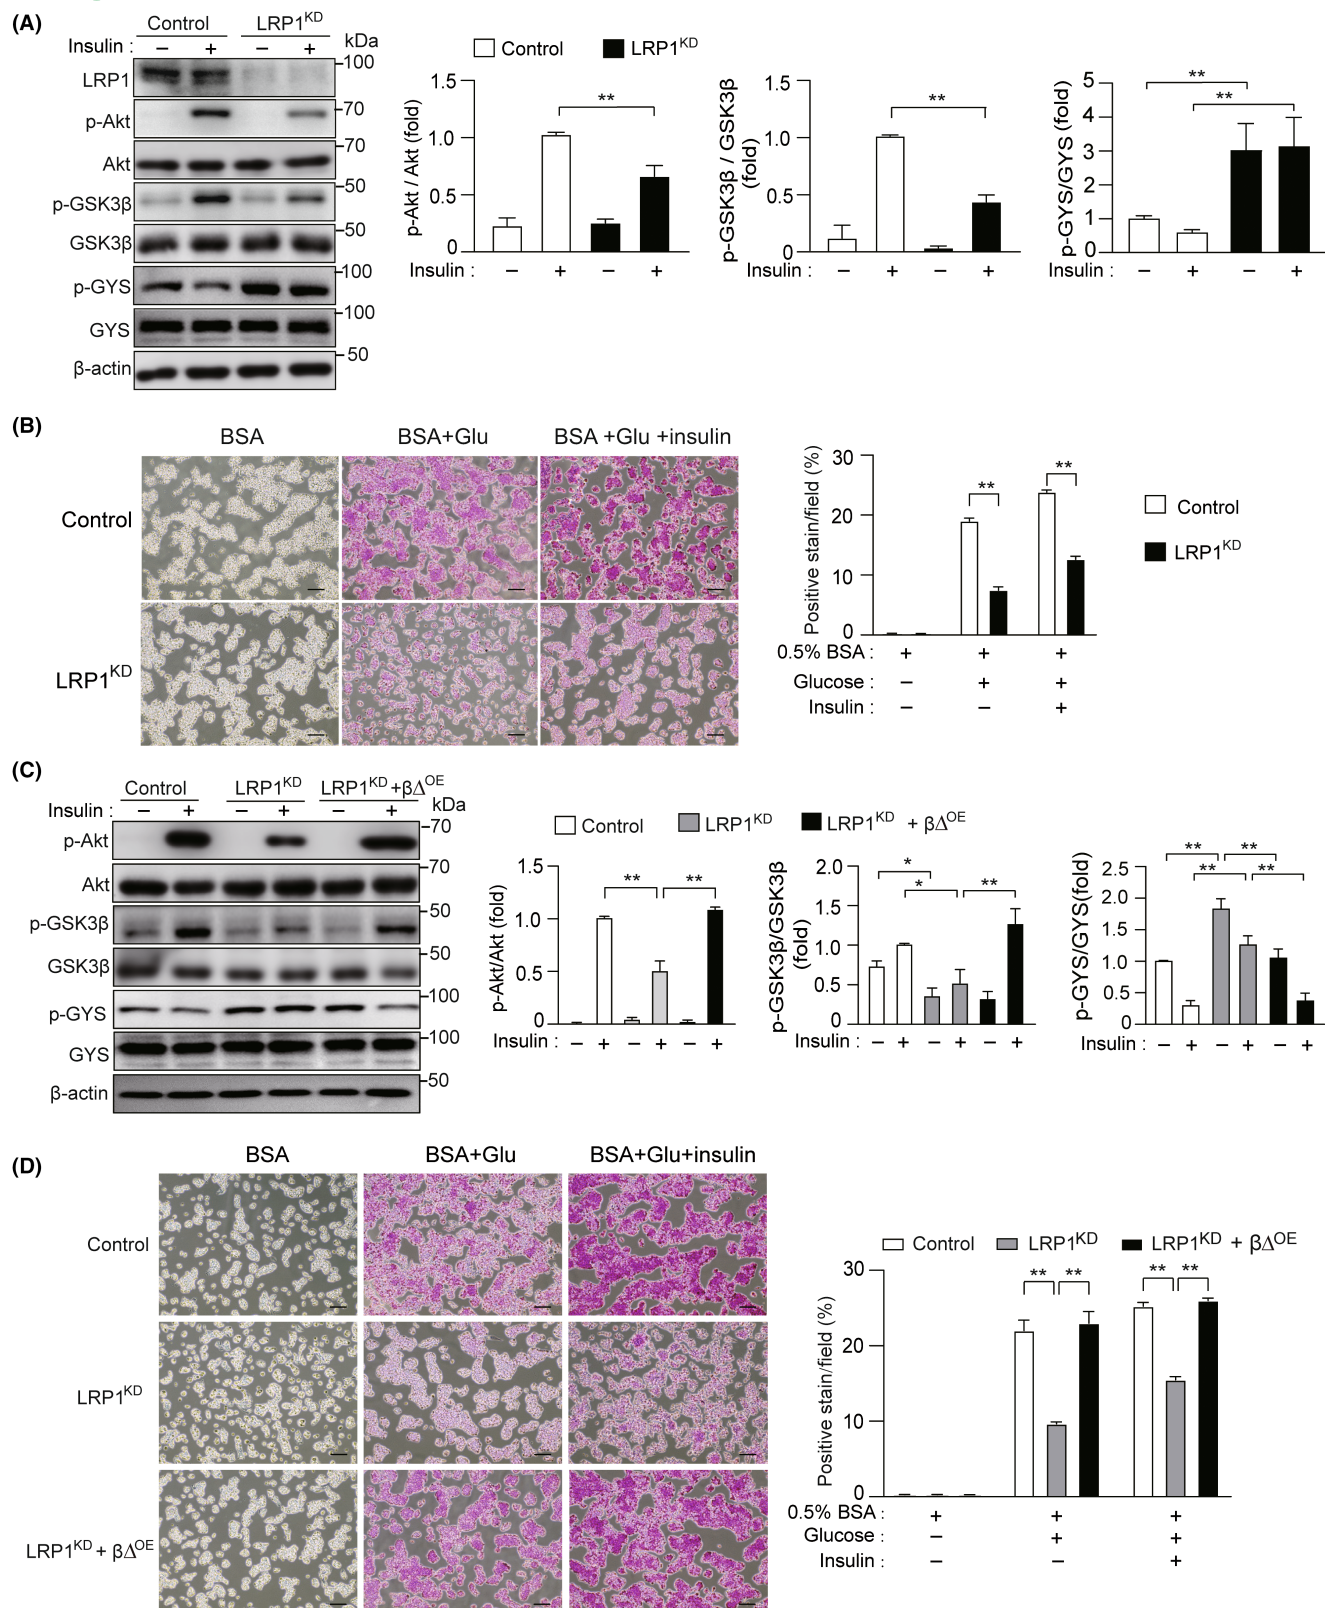 (A)
Control LRP1KD
Insulin : – + – + kDa
LRP1
p-Akt
Akt
p-GSK3β
GSK3β
p-GYS
GYS
β-actin
100
70
70
50
50
100
100
50
Control LRP1KD
p-Akt / Akt (fold)
1.5
1.0
0.5
0
**
Insulin : – + – +
p-GSK3β / GSK3β
(fold)
1.5
1.0
0.5
0
**
Insulin : – + – +
p-GYS/GYS (fold)
5
4
3
2
1
0
**
**
Insulin : – + – +
(B)
BSA BSA+Glu BSA +Glu +insulin
Control
LRP1KD
Positive stain/field (%)
30
20
10
0
**
**
Control
LRP1KD
0.5% BSA : + + +
Glucose : – + +
Insulin : – – +
(C)
Control LRP1KD LRP1KD +βΔOE
Insulin : – + – + – + kDa
p-Akt
Akt
p-GSK3β
GSK3β
p-GYS
GYS
β-actin
70
70
50
50
100
100
50
Control LRP1KD LRP1KD + βΔOE
p-Akt/Akt (fold)
1.5
1.0
0.5
0
** **
Insulin : – + – + – +
p-GSK3β/GSK3β
(fold)
2.0
1.5
1.0
0.5
0
*
* **
Insulin : – + – + – +
p-GYS/GYS(fold)
2.5
2.0
1.5
1.0
0.5
0
** **
** **
Insulin : – + – + – +
(D)
BSA BSA+Glu BSA+Glu+insulin
Control
LRP1KD
LRP1KD + βΔOE
Control LRP1KD LRP1KD + βΔOE
Positive stain/field (%)
30
20
10
0
** ** ** **
0.5% BSA : + + +
Glucose : – + +
Insulin : – – +